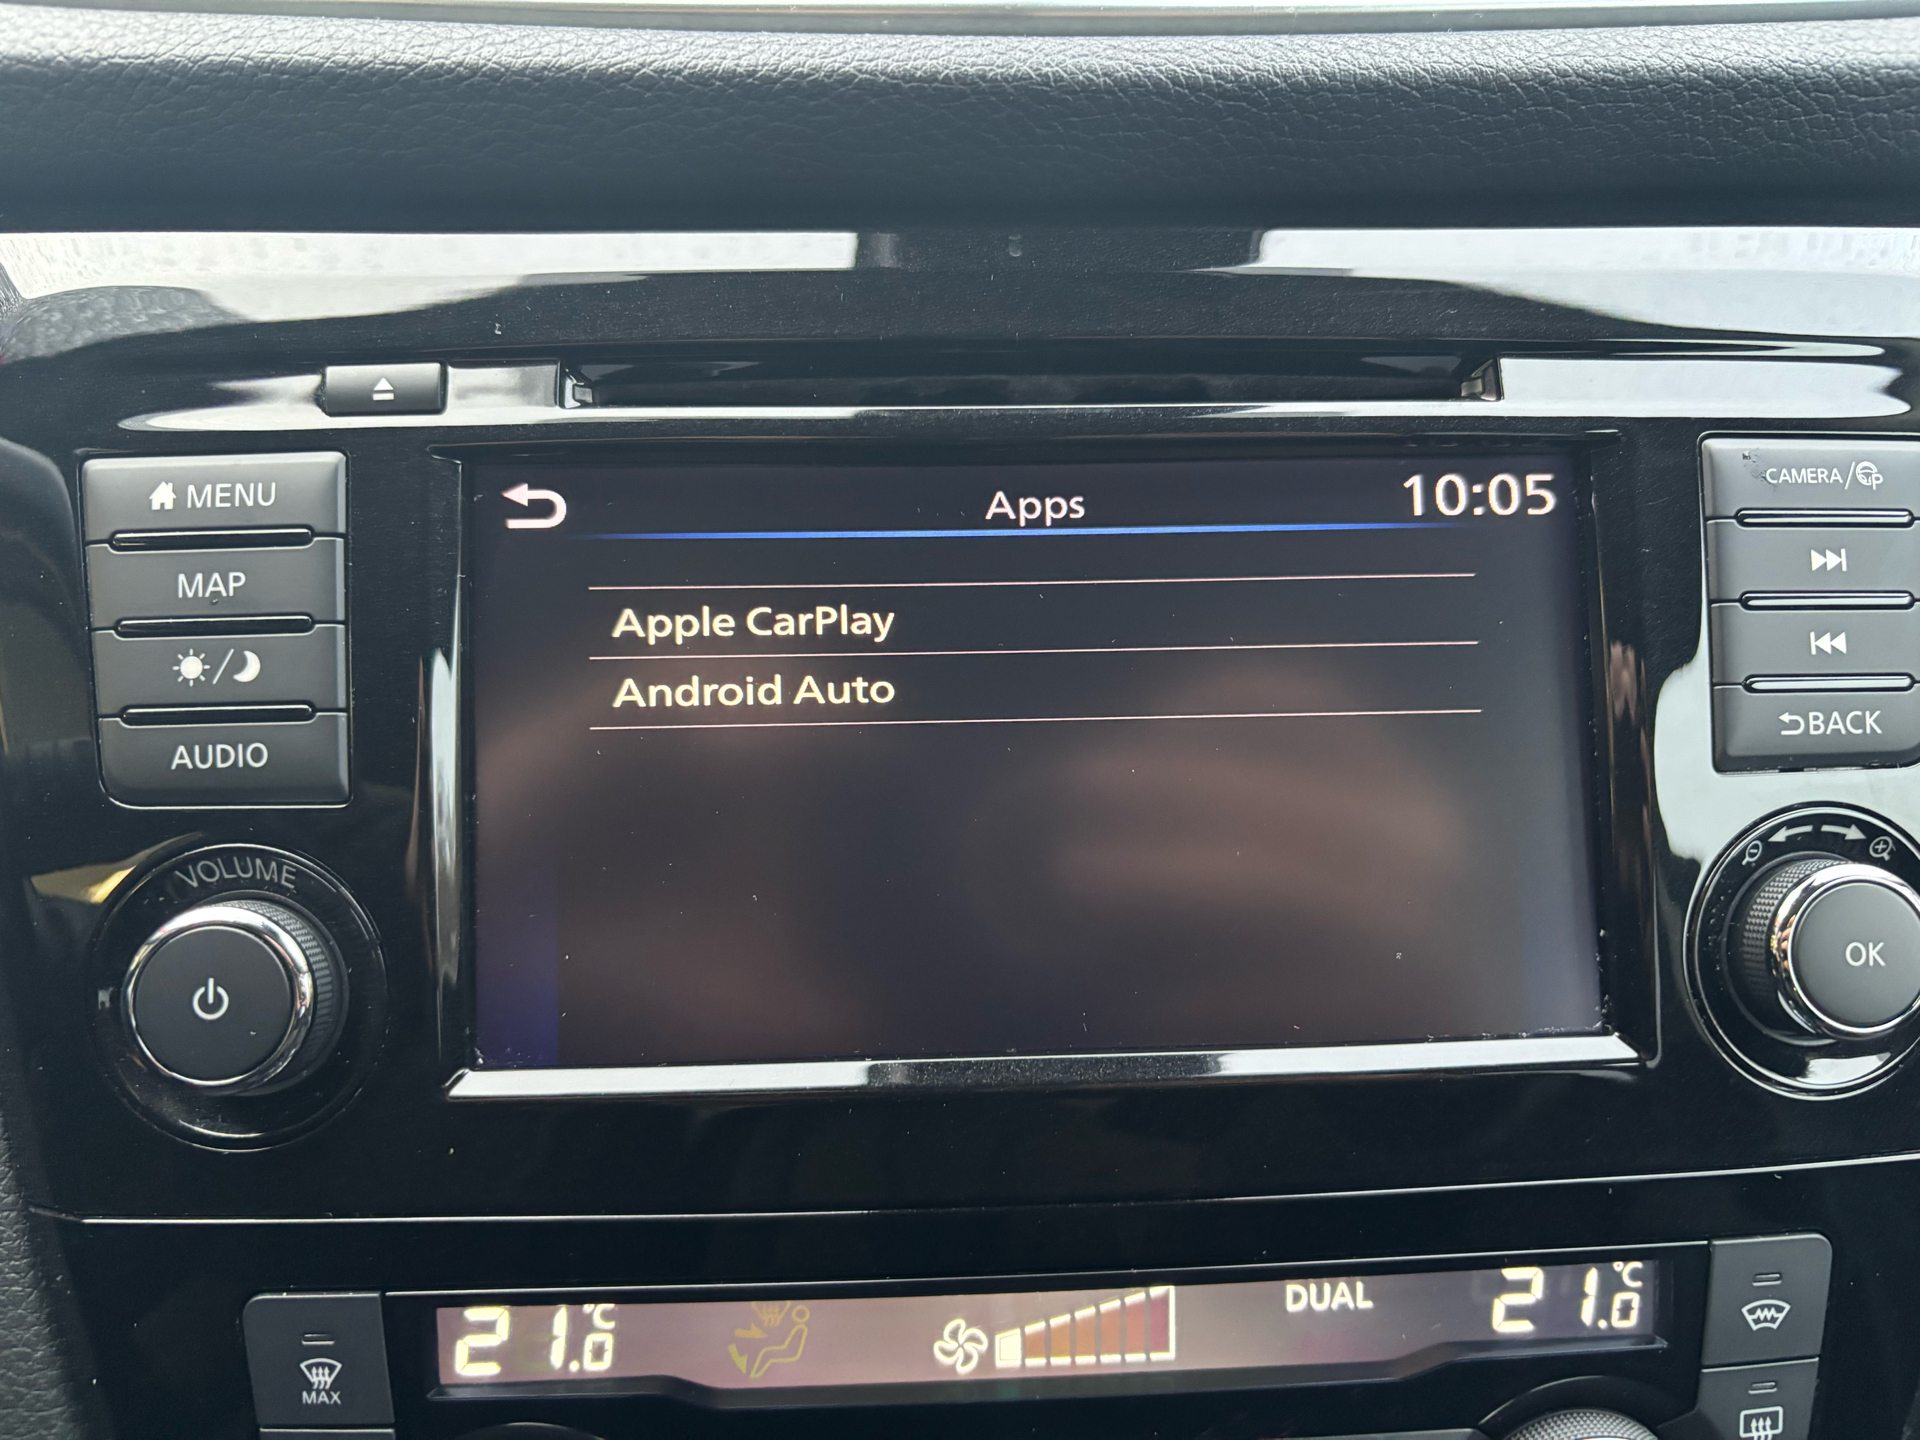 MENU
MAP
AUDIO
VOLUME
Apps
10:05
Apple CarPlay
Android Auto
CAMERA/
BACK
OK
21.0°C
DUAL
21.0°C
MAX